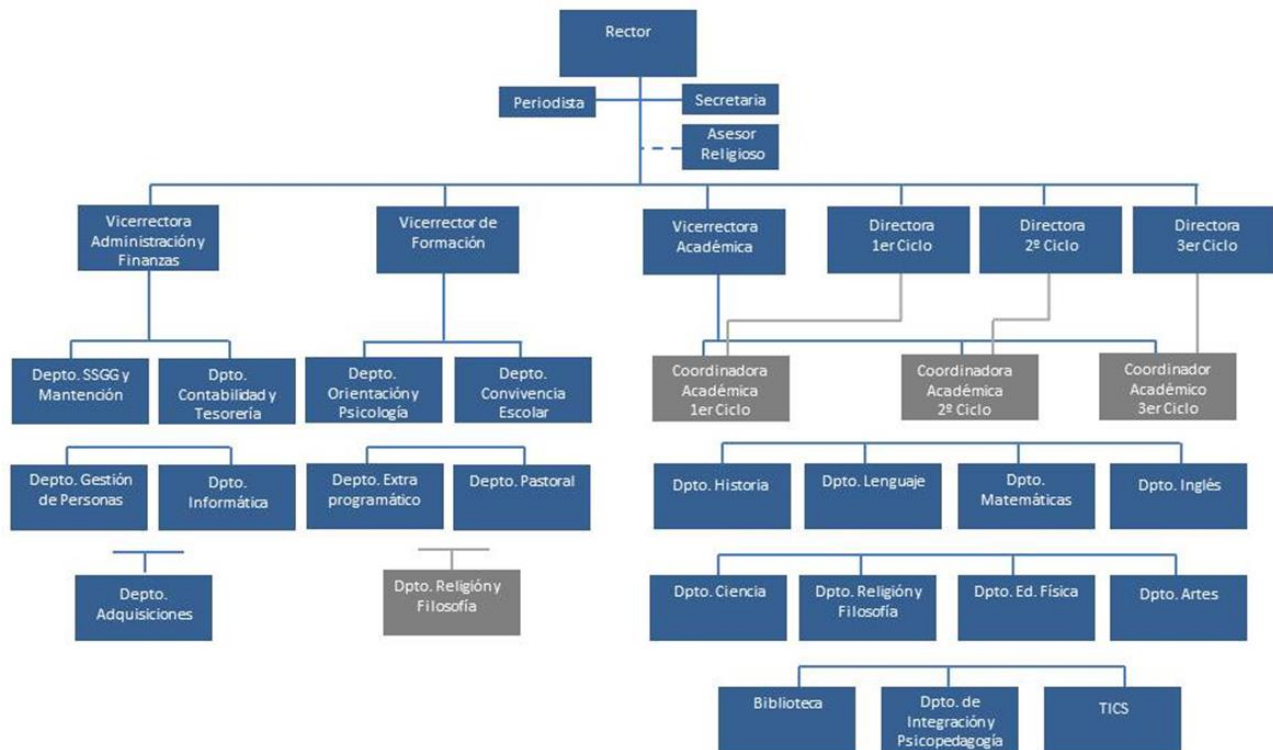 Rector
Periodista
Secretaria
Asesor
Religioso
Vicerrectora
Administración y
Finanzas
Vicerrector de
Formación
Vicerrectora
Académica
Directora
1er Ciclo
Directora
2º Ciclo
Directora
3er Ciclo
Depto. SSGG y
Mantención
Dpto.
Contabilidad y
Tesorería
Depto.
Orientación y
Psicología
Depto.
Convivencia
Escolar
Coordinadora
Académica
1er Ciclo
Coordinadora
Académica
2º Ciclo
Coordinador
Académico
3er Ciclo
Depto. Gestión
de Personas
Dpto.
Informática
Depto. Extra
programático
Depto. Pastoral
Dpto. Historia
Dpto. Lenguaje
Dpto.
Matemáticas
Dpto. Inglés
Depto.
Adquisiciones
Dpto. Religión y
Filosofía
Dpto. Ciencia
Dpto. Religión y
Filosofía
Dpto. Ed. Física
Dpto. Artes
Biblioteca
Dpto. de
Integración y
Psicopedagogía
TICS